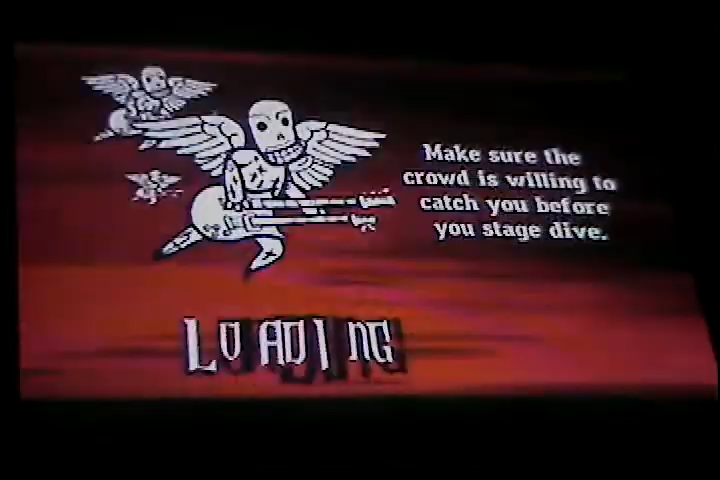 Make sure the
crowd is willing to
catch you before
you stage dive.
LOADING